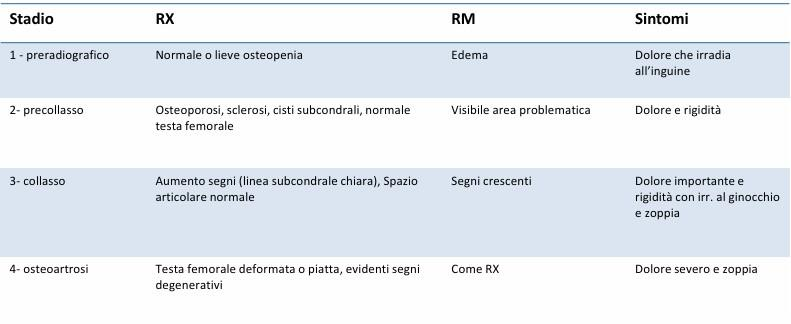 Stadio RX RM Sintomi
1 - preradiografico Normale o lieve osteopenia Edema Dolore che irradia
all’inguine
2- precollasso Osteoporosi, sclerosi, cisti subcondrali, normale Visibile area problematica Dolore e rigidità
testa femorale
3- collasso Aumento segni (linea subcondrale chiara), Spazio Segni crescenti Dolore importante e
articolare normale rigidità con irr. al ginocchio
e zoppia
4- osteoartrosi Testa femorale deformata o piatta, evidenti segni Come RX Dolore severo e zoppia
degenerativi